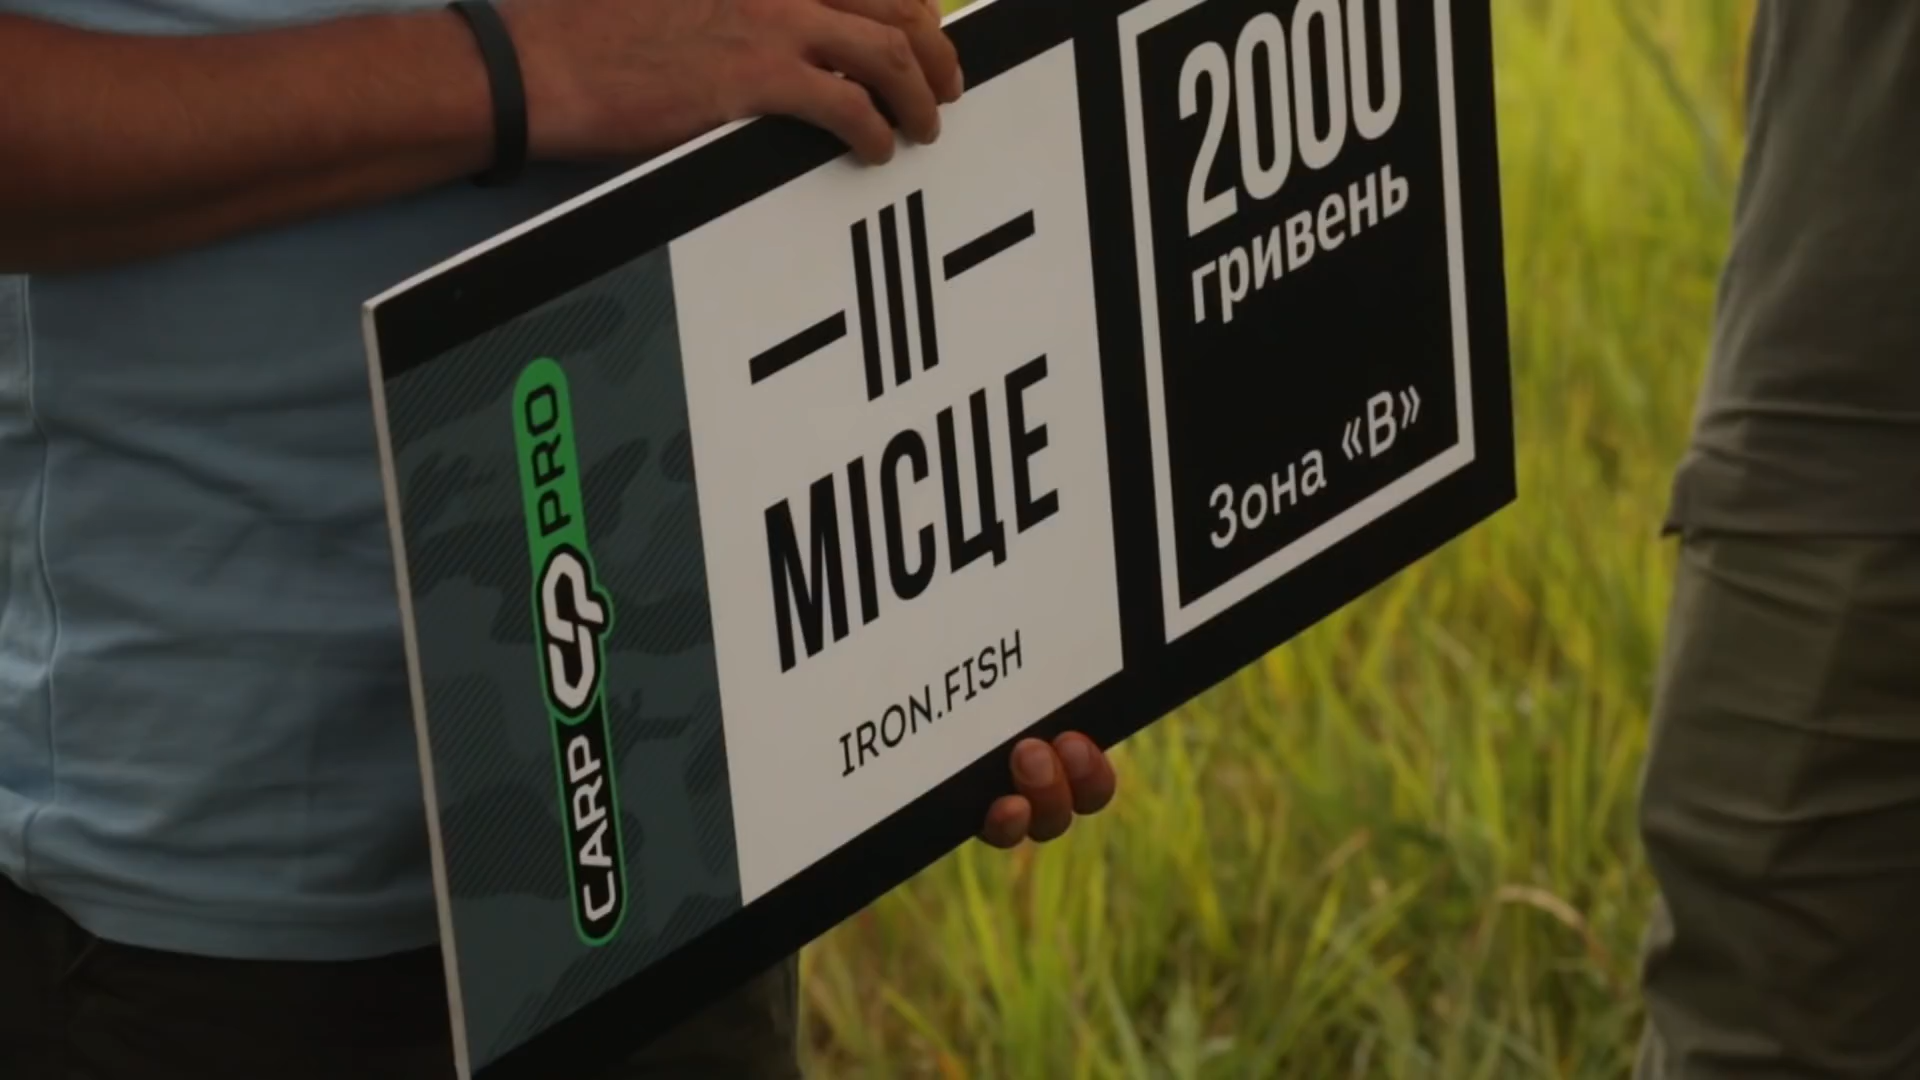 CARP PRO
–III–
МІСЦЕ
IRON.FISH
2000
гривень
Зона «В»